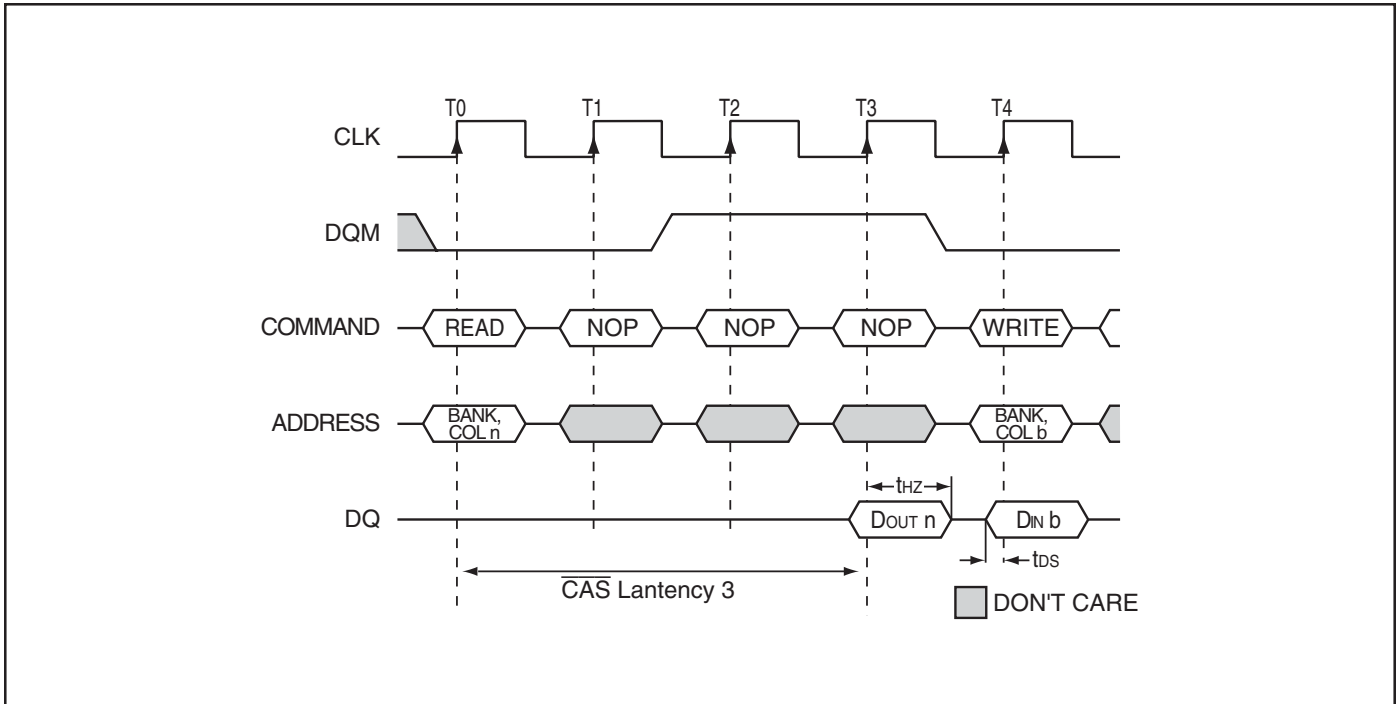 T0 T1 T2 T3 T4
CLK
DQM
COMMAND READ NOP NOP NOP WRITE
ADDRESS BANK, COL n BANK, COL b
tHZ
DQ DOUT n DIN b
tDS
CAS Lantency 3
DON'T CARE